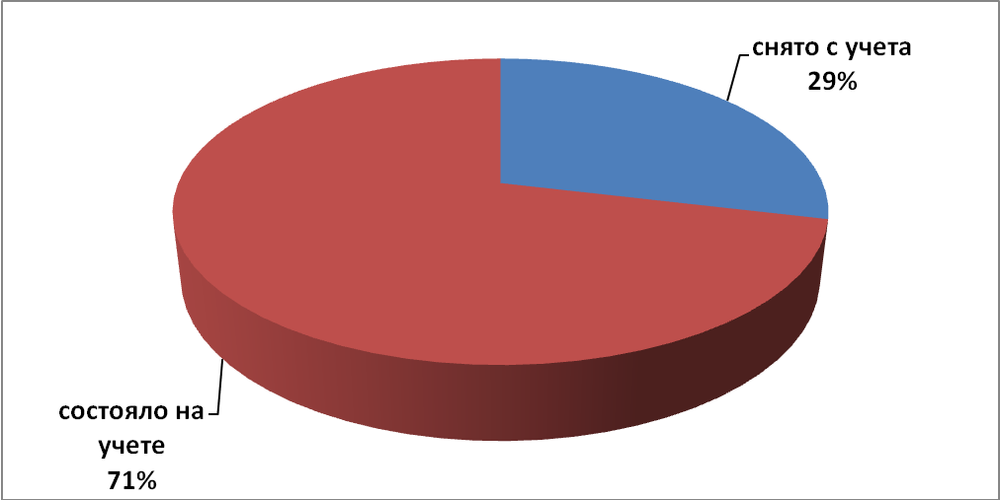 снято с учета
29%
состояло на
учете
71%